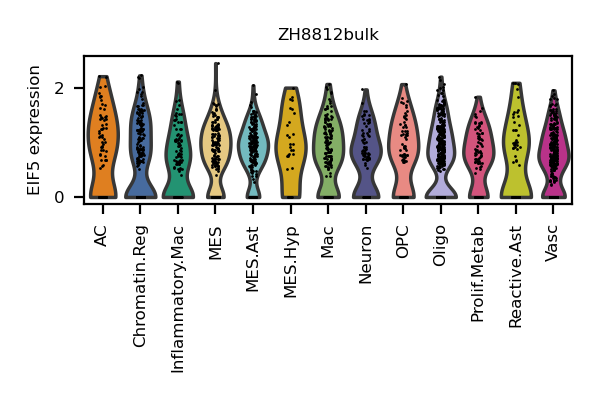 ZH8812bulk
EIF5 expression
2
0
AC
Chromatin.Reg
Inflammatory.Mac
MES
MES.Ast
MES.Hyp
Mac
Neuron
OPC
Oligo
Prolif.Metab
Reactive.Ast
Vasc